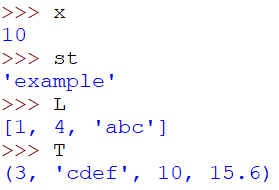 >>> x
10
>>> st
'example'
>>> L
[1, 4, 'abc']
>>> T
(3, 'cdef', 10, 15.6)